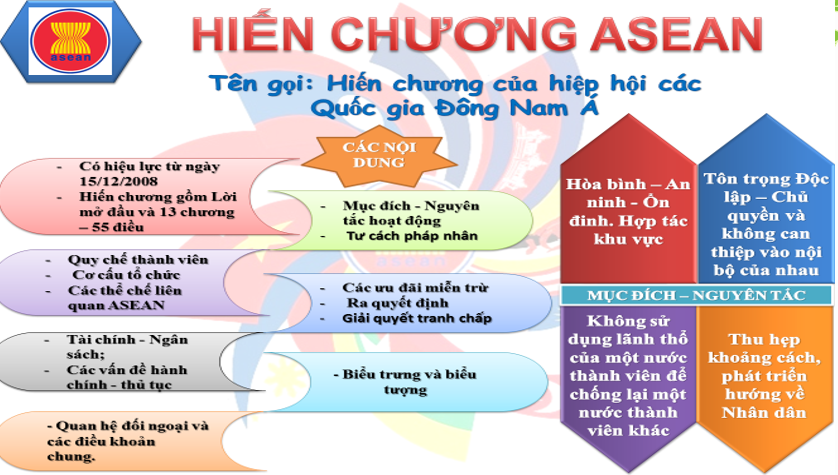 asean
HIẾN CHƯƠNG ASEAN
Tên gọi: Hiến chương của hiệp hội các
Quốc gia Đông Nam Á
CÁC NỘI
DUNG
- Có hiệu lực từ ngày
15/12/2008
- Hiến chương gồm Lời
mở đầu và 13 chương
– 55 điều
- Mục đích - Nguyên
tắc hoạt động
- Tư cách pháp nhân
- Quy chế thành viên
- Cơ cấu tổ chức
- Các thể chế liên
quan ASEAN
- Các ưu đãi miễn trừ
- Ra quyết định
- Giải quyết tranh chấp
- Tài chính - Ngân
sách;
- Các vấn đề hành
chính - thủ tục
- Biểu trưng và biểu
tượng
- Quan hệ đối ngoại và
các điều khoản
chung.
Hòa bình – An
ninh - Ổn
đinh. Hợp tác
khu vực
Tôn trọng Độc
lập – Chủ
quyền và
không can
thiệp vào nội
bộ của nhau
MỤC ĐÍCH – NGUYÊN TẮC
Không sử
dụng lãnh thổ
của một nước
thành viên để
chống lại một
nước thành
viên khác
Thu hẹp
khoảng cách,
phát triễn
hướng về
Nhân dân
asean